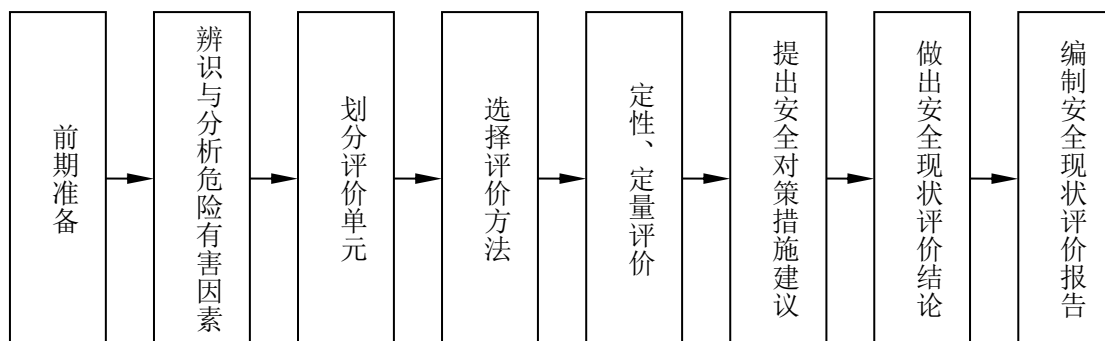 前期准备
辨识与分析危险有害因素
划分评价单元
选择评价方法
定性、定量评价
提出安全对策措施建议
做出安全现状评价结论
编制安全现状评价报告